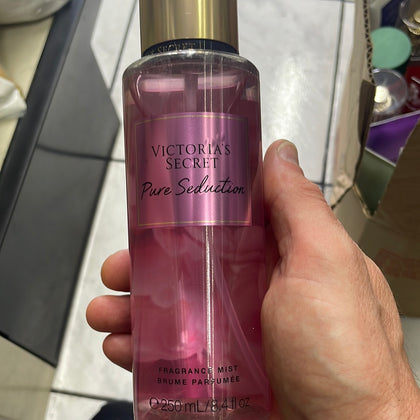 VICTORIA'S
SECRET
Pure Seduction
FRAGRANCE MIST
BRUME PARFUMÉE
℮250 mL/8.4 fl oz